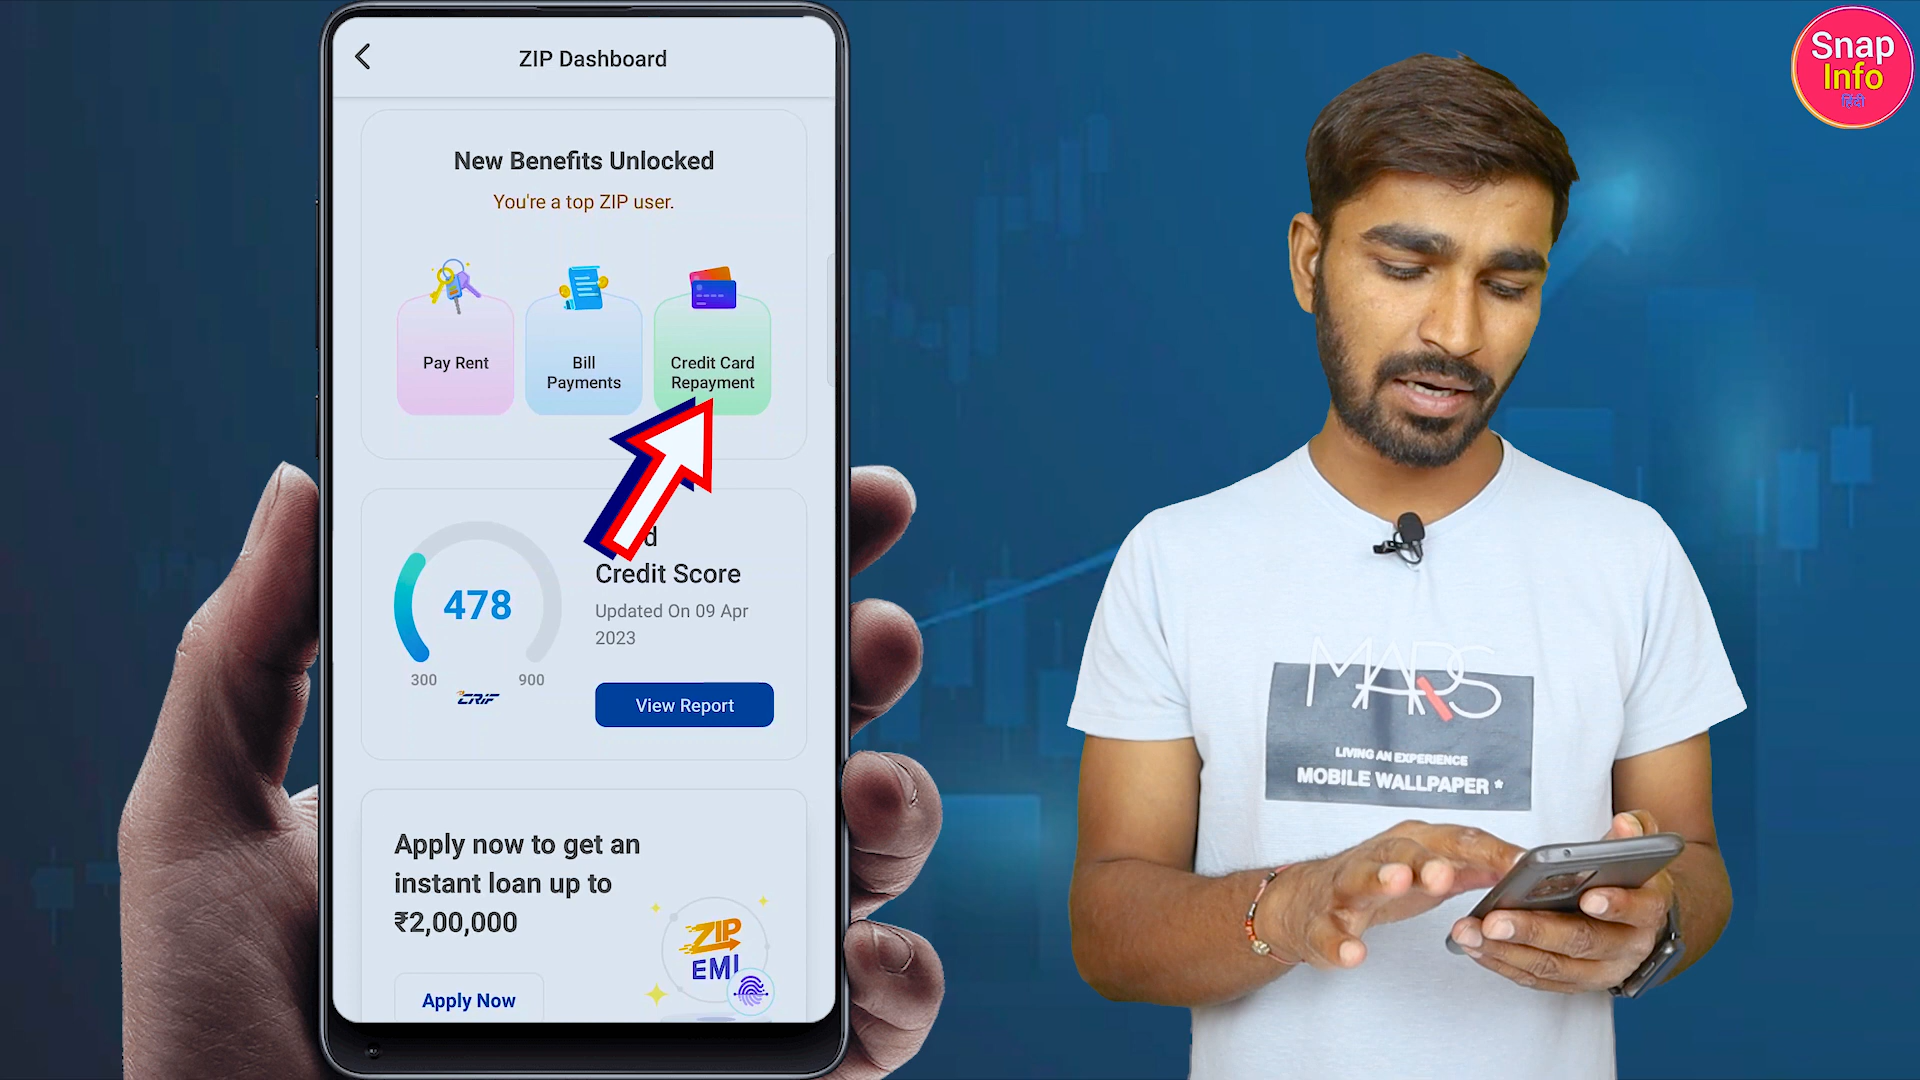 ZIP Dashboard
New Benefits Unlocked
You're a top ZIP user.
Pay Rent
Bill
Payments
Credit Card
Repayment
478
300
900
CRIF
Credit Score
Updated On 09 Apr
2023
View Report
Apply now to get an
instant loan up to
₹2,00,000
ZIP
EMI
Apply Now
Snap
Info
हिंदी
MARS
LIVING AN EXPERIENCE
MOBILE WALLPAPER *